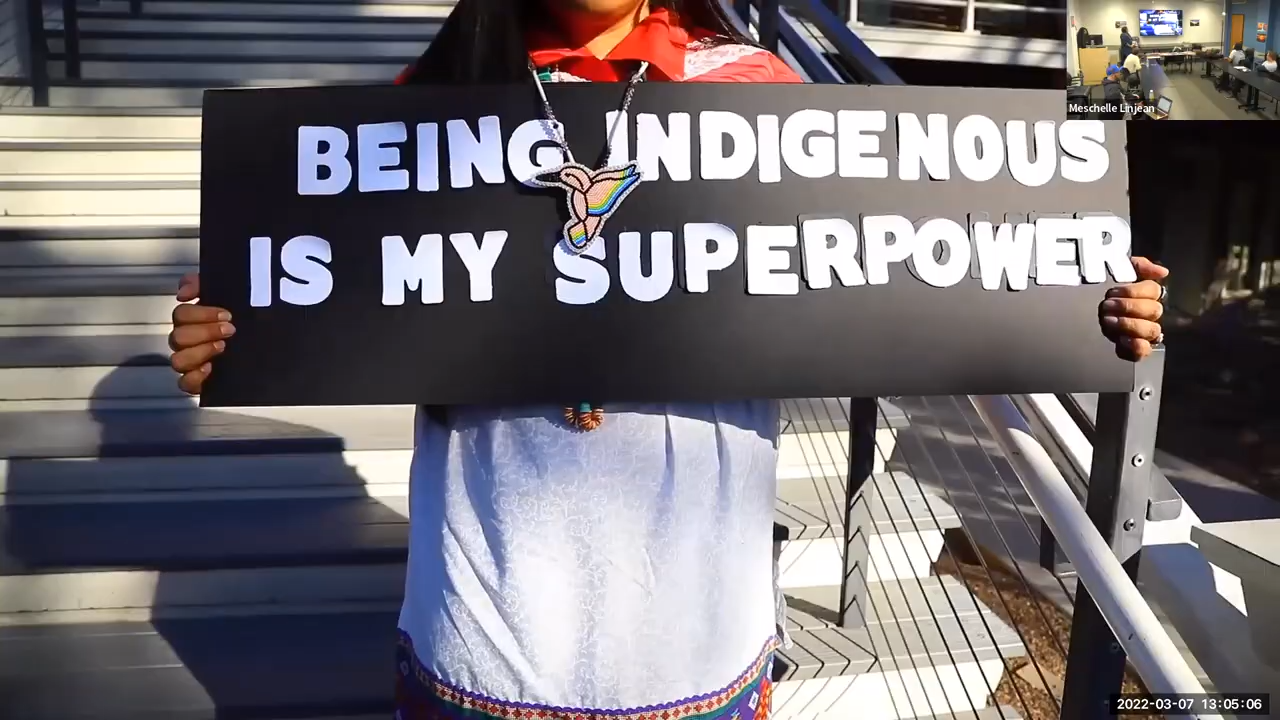 BEING INDIGENOUS
IS MY SUPERPOWER
Meschelle Linjean
2022-03-07 13:05:06